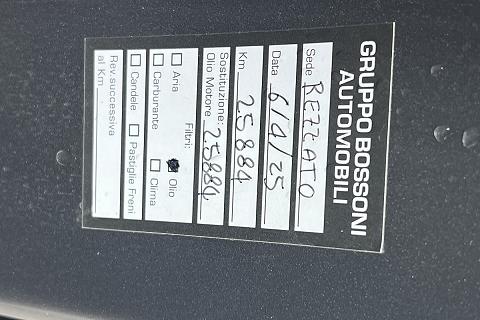 GRUPPO BOSSONI
AUTOMOBILI
Sede REZZATO
Data 6/4/25
Km 25884
Sostituzione:
Olio Motore 25884
Filtri:
Aria Olio
Carburante Clima
Candele Pastiglie Freni
Rev. successiva
al Km